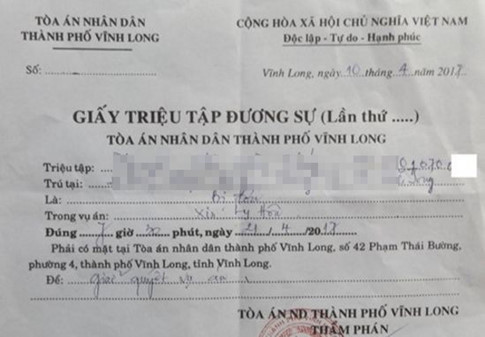 TÒA ÁN NHÂN DÂN
THÀNH PHỐ VĨNH LONG
Số:
CỘNG HÒA XÃ HỘI CHỦ NGHĨA VIỆT NAM
Độc lập - Tự do - Hạnh phúc
Vĩnh Long, ngày 10 tháng 4 năm 2017
GIẤY TRIỆU TẬP ĐƯƠNG SỰ (Lần thứ .....)
TÒA ÁN NHÂN DÂN THÀNH PHỐ VĨNH LONG
Triệu tập:
Trú tại:
Là: Bị đơn
Trong vụ án: Xin ly hôn
Đúng 7 giờ 30 phút, ngày 21 / 4 /2017
Phải có mặt tại Tòa án nhân dân thành phố Vĩnh Long, số 42 Phạm Thái Bường,
phường 4, thành phố Vĩnh Long, tỉnh Vĩnh Long.
Để: giải quyết vụ án
TÒA ÁN ND THÀNH PHỐ VĨNH LONG
THẨM PHÁN